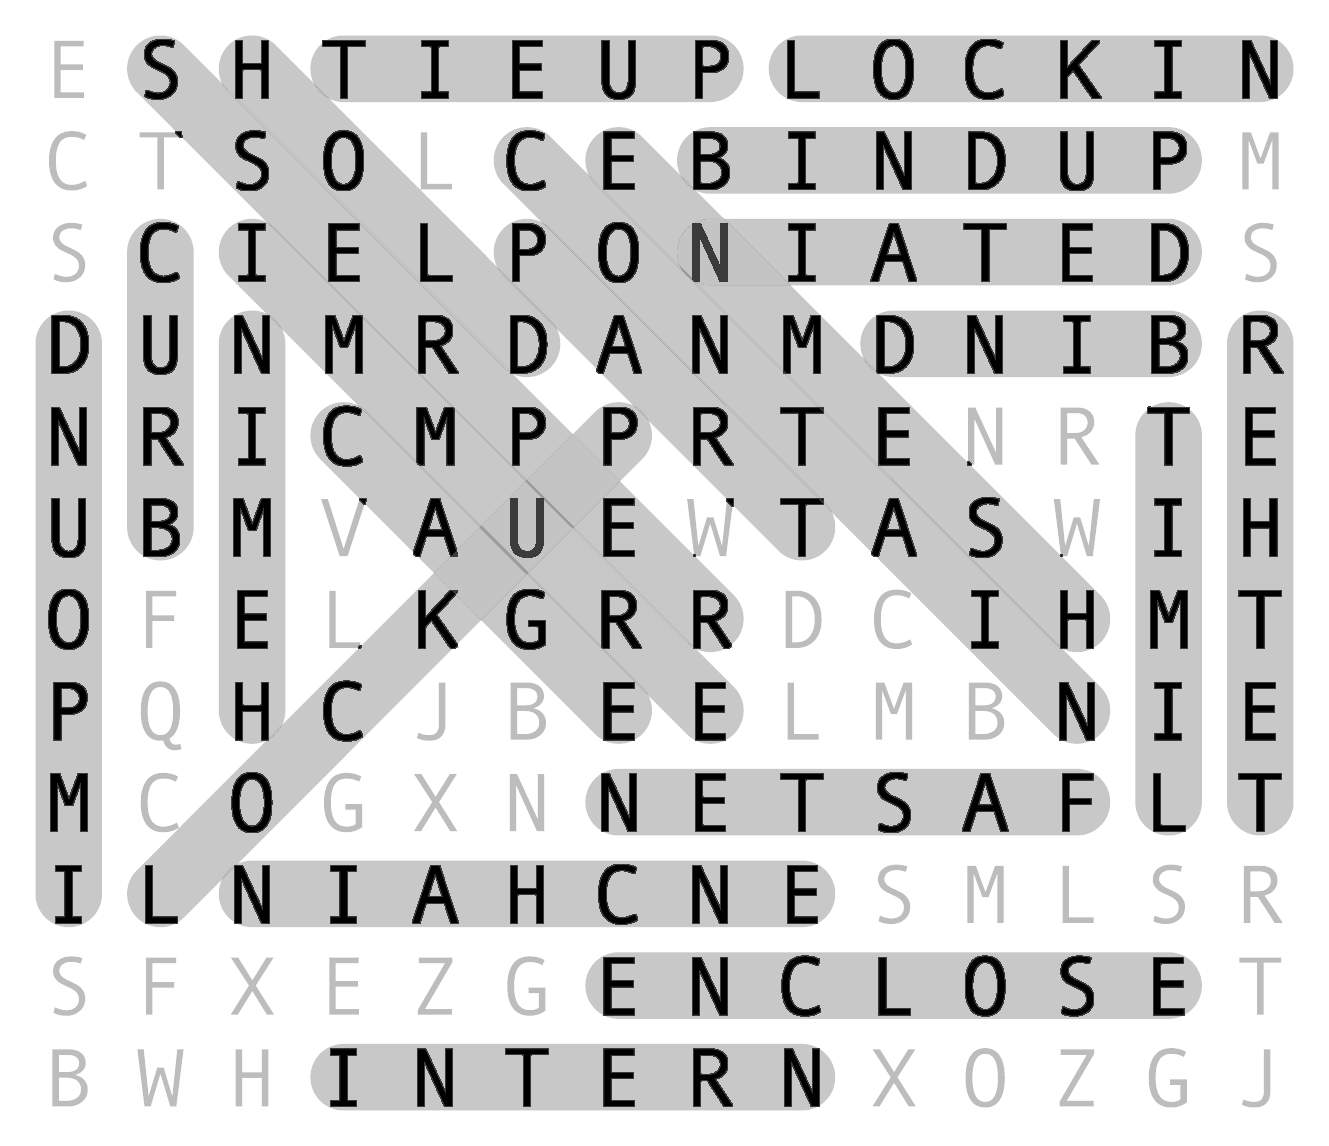 E S H T I E U P L O C K I N
C T S O L C E B I N D U P M
S C I E L P O N I A T E D S
D U N M R D A N M D N I B R
N R I C M P P R T E N R T E
U B M V A U E W T A S W I H
O F E L K G R R D C I H M T
P Q H C J B E E L M B N I E
M C O G X N N E T S A F L T
I L N I A H C N E S M L S R
S F X E Z G E N C L O S E T
B W H I N T E R N X O Z G J